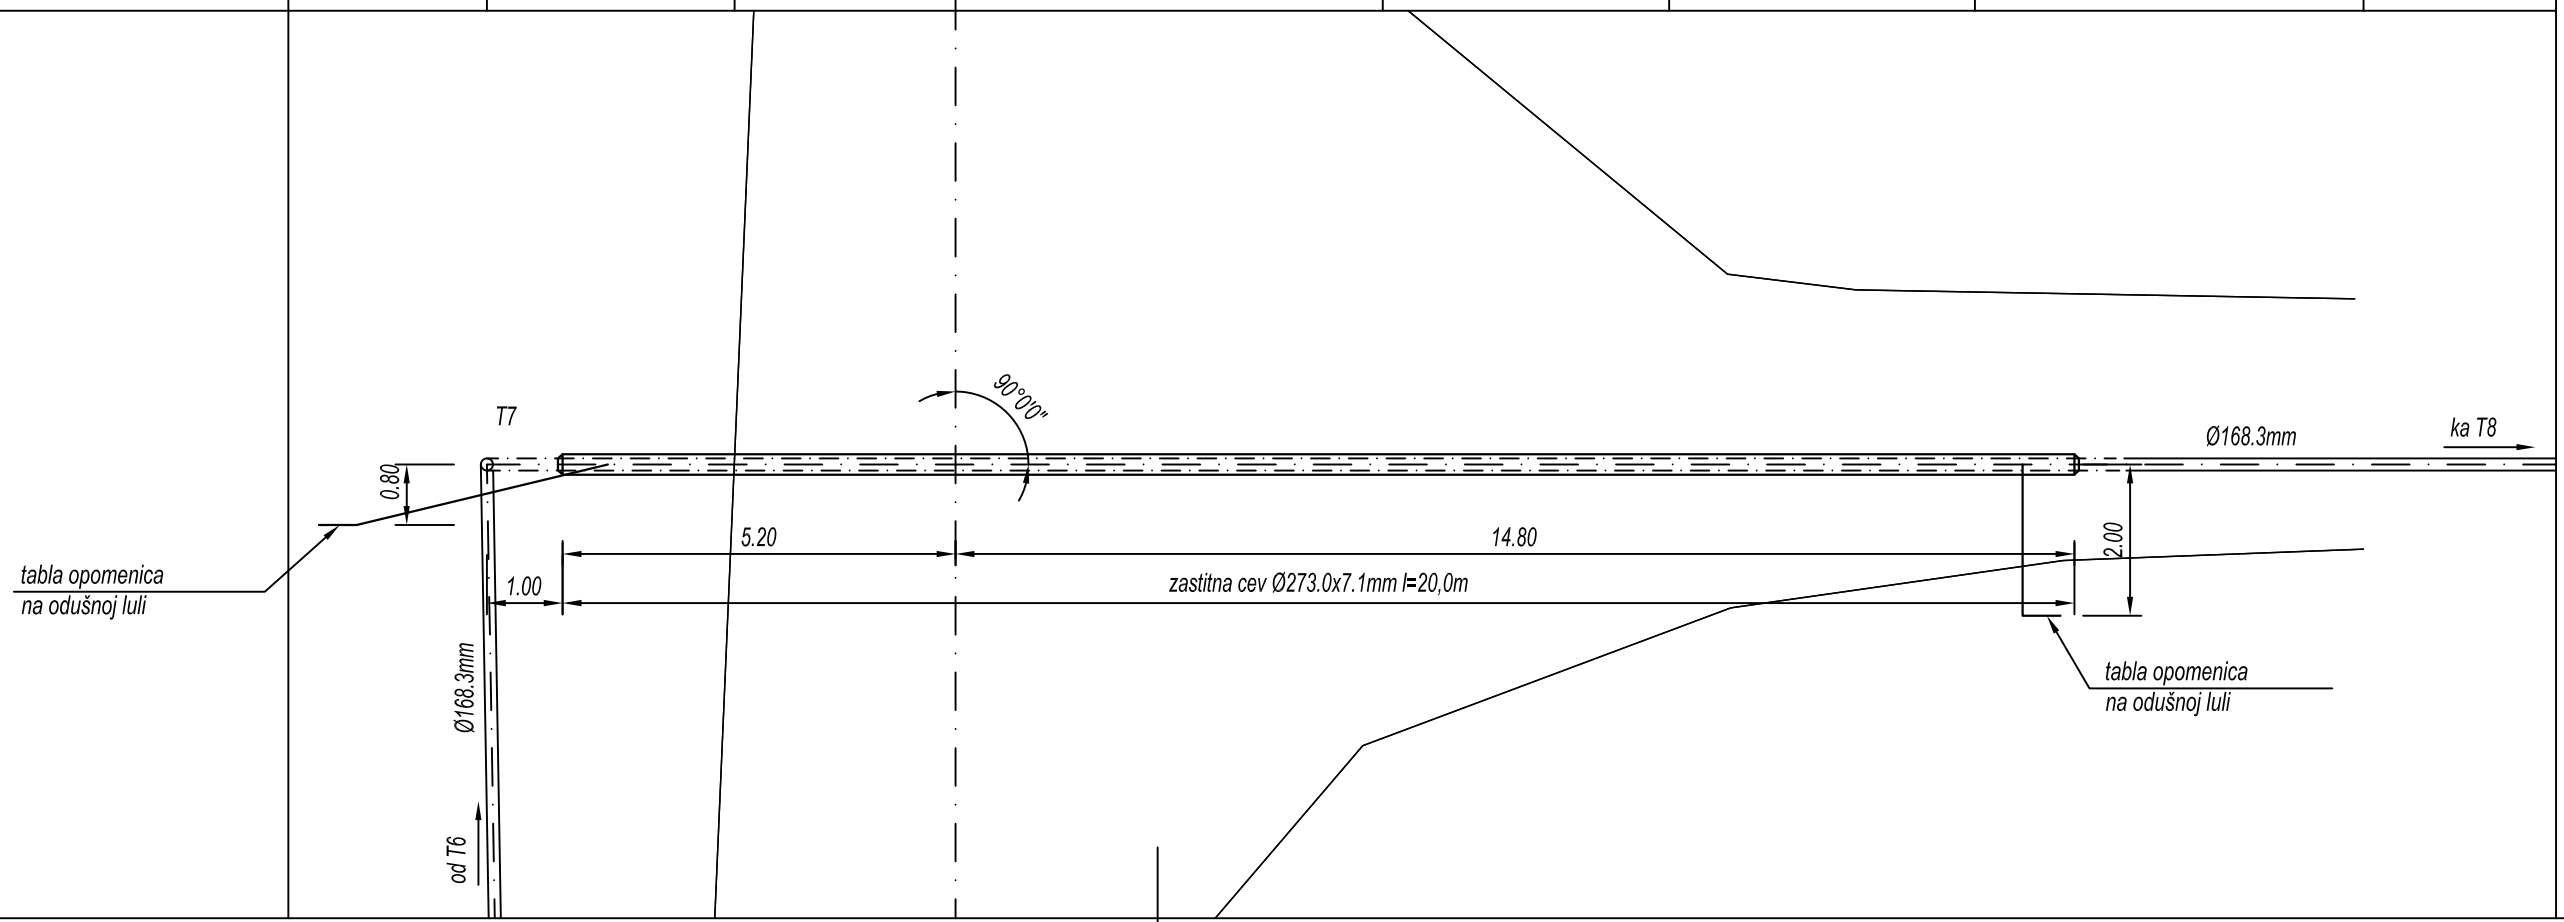 90°0'0"
T7
Ø168.3mm
ka T8
0.80
5.20
14.80
2.00
tabla opomenica
na odušnoj luli
1.00
zastitna cev Ø273.0x7.1mm l=20,0m
Ø168.3mm
tabla opomenica
na odušnoj luli
od T6